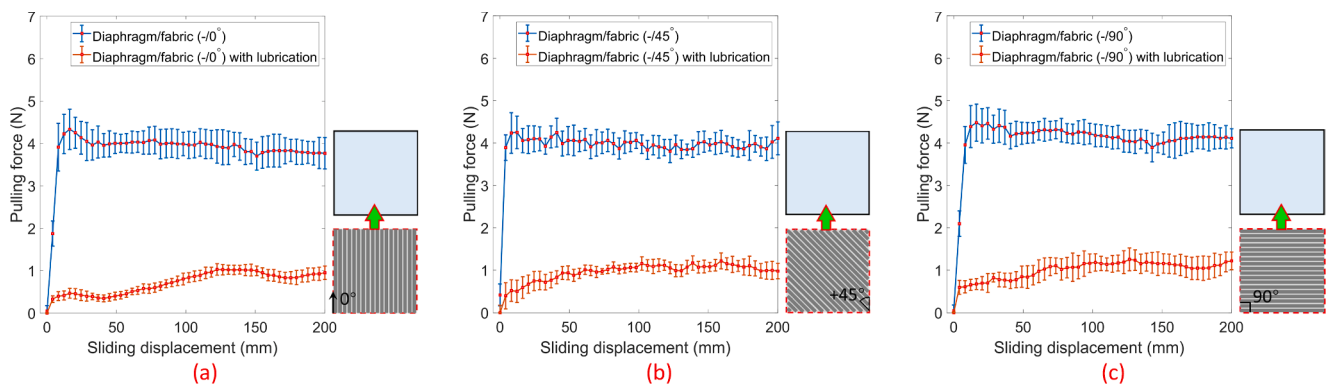 7
6
5
4
3
2
1
0
Pulling force (N)
Diaphragm/fabric (-/0°)
Diaphragm/fabric (-/0°) with lubrication
0 50 100 150 200
Sliding displacement (mm)
0°
(a)
7
6
5
4
3
2
1
0
Pulling force (N)
Diaphragm/fabric (-/45°)
Diaphragm/fabric (-/45°) with lubrication
0 50 100 150 200
Sliding displacement (mm)
+45°
(b)
7
6
5
4
3
2
1
0
Pulling force (N)
Diaphragm/fabric (-/90°)
Diaphragm/fabric (-/90°) with lubrication
0 50 100 150 200
Sliding displacement (mm)
90°
(c)